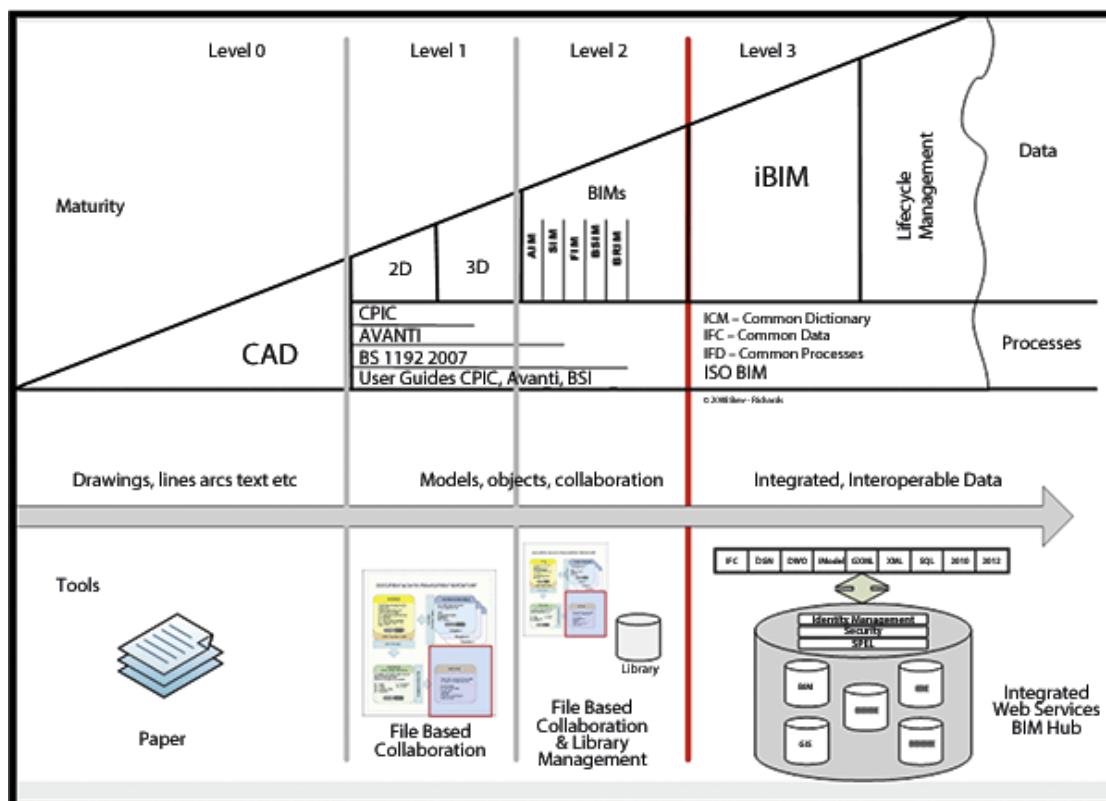 Level 0
Level 1
Level 2
Level 3
Maturity
CAD
2D
3D
BIMs
AIM
SIM
FIM
BSIM
BRIM
iBIM
Lifecycle
Management
Data
CPIC
AVANTI
BS 1192 2007
User Guides CPIC, Avanti, BSI
ICM – Common Dictionary
IFC – Common Data
IFD – Common Processes
ISO BIM
Processes
© 2008 Bew - Richards
Drawings, lines arcs text etc
Models, objects, collaboration
Integrated, Interoperable Data
Tools
Paper
File Based
Collaboration
Library
File Based
Collaboration
& Library
Management
IFC
DGN
XML
SQL
2010
2012
Identity Management
Security
SPEL
BIM
GIS
Integrated
Web Services
BIM Hub